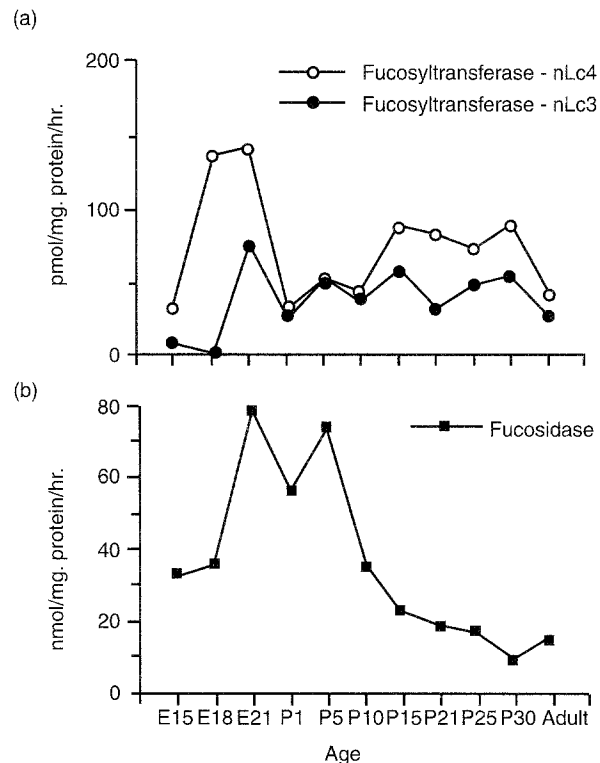 (a)
200
100
0
pmol/mg. protein/hr.
Fucosyltransferase - nLc4
Fucosyltransferase - nLc3
(b)
80
60
40
20
0
nmol/mg. protein/hr.
Fucosidase
E15 E18 E21 P1 P5 P10 P15 P21 P25 P30 Adult
Age